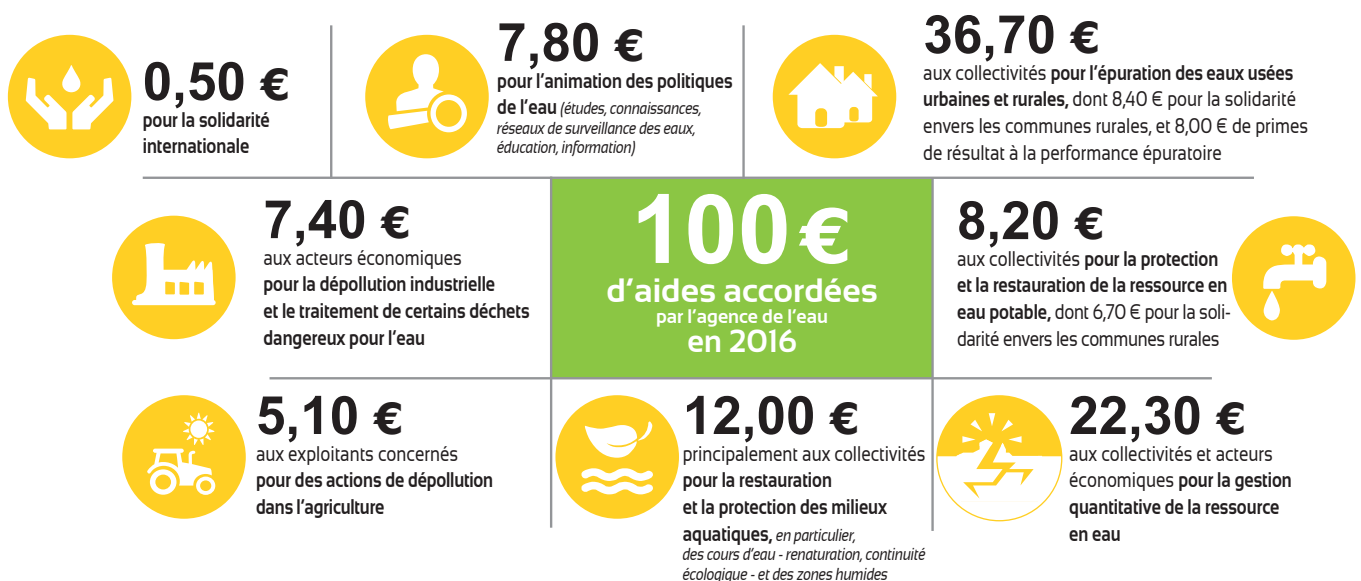 0,50 €
pour la solidarité
internationale
7,80 €
pour l'animation des politiques
de l'eau (études, connaissances,
réseaux de surveillance des eaux,
éducation, information)
36,70 €
aux collectivités pour l'épuration des eaux usées
urbaines et rurales, dont 8,40 € pour la solidarité
envers les communes rurales, et 8,00 € de primes
de résultat à la performance épuratoire
7,40 €
aux acteurs économiques
pour la dépollution industrielle
et le traitement de certains déchets
dangereux pour l'eau
100 €
d'aides accordées
par l'agence de l'eau
en 2016
8,20 €
aux collectivités pour la protection
et la restauration de la ressource en
eau potable, dont 6,70 € pour la soli-
darité envers les communes rurales
5,10 €
aux exploitants concernés
pour des actions de dépollution
dans l'agriculture
12,00 €
principalement aux collectivités
pour la restauration
et la protection des milieux
aquatiques, en particulier,
des cours d'eau - renaturation, continuité
écologique - et des zones humides
22,30 €
aux collectivités et acteurs
économiques pour la gestion
quantitative de la ressource
en eau